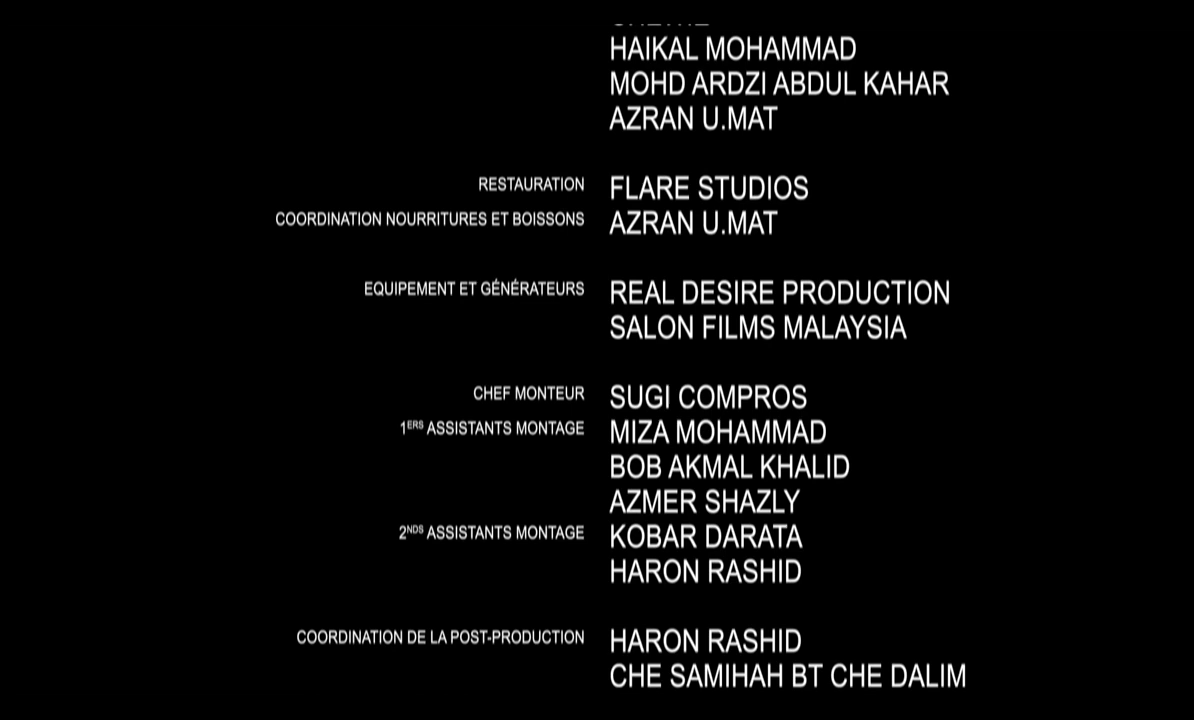 HAIKAL MOHAMMAD
MOHD ARDZI ABDUL KAHAR
AZRAN U.MAT
RESTAURATION FLARE STUDIOS
COORDINATION NOURRITURES ET BOISSONS AZRAN U.MAT
EQUIPEMENT ET GÉNÉRATEURS REAL DESIRE PRODUCTION
SALON FILMS MALAYSIA
CHEF MONTEUR SUGI COMPROS
1ERS ASSISTANTS MONTAGE MIZA MOHAMMAD
BOB AKMAL KHALID
AZMER SHAZLY
2NDS ASSISTANTS MONTAGE KOBAR DARATA
HARON RASHID
COORDINATION DE LA POST-PRODUCTION HARON RASHID
CHE SAMIHAH BT CHE DALIM